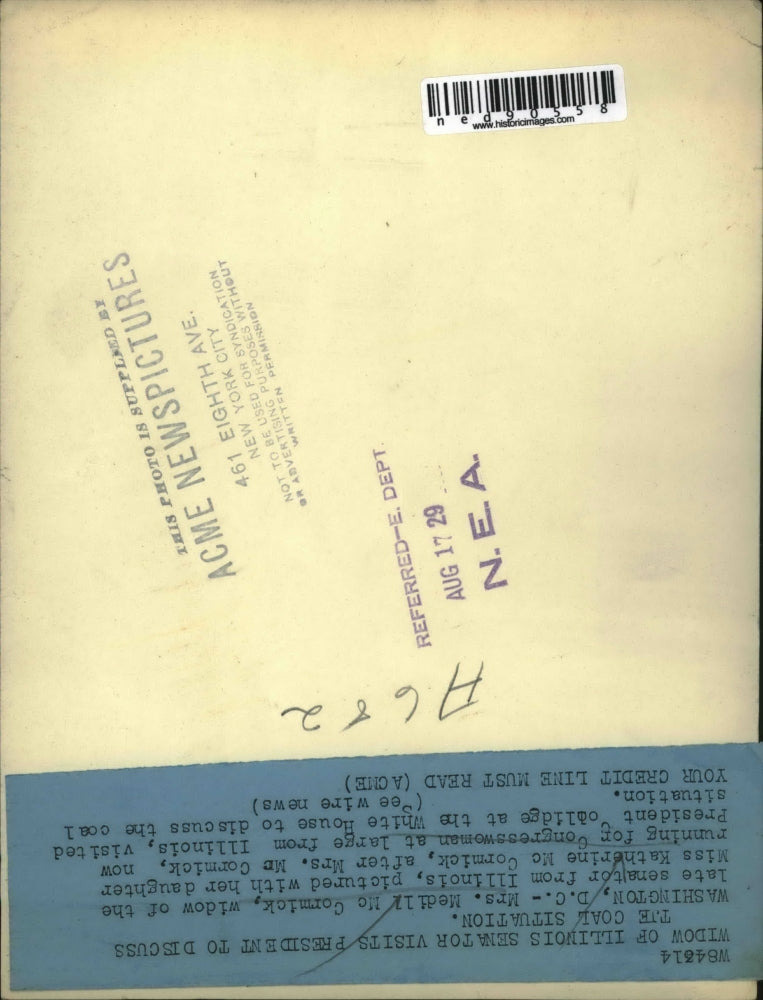 ned90558
www.historicimages.com
THIS PHOTO IS SUPPLIED BY
ACME NEWSPICTURES
461 EIGHTH AVE.
NEW YORK CITY
NEW FOR SYNDICATION
NOT TO BE USED PURPOSES WITHOUT
OR ADVERTISING PERMISSION
WRITTEN
REFERRED-E. DEPT.
AUG 17 29
N. E. A.
A682
WIDOW OF ILLINOIS SENATOR VISITS PRESIDENT TO DISCUSS
TJE COAL SITUATION.
WASHINGTON, D.C. - Mrs. Medill Mc Cormick, widow of the
late senator from Illinois, pictured with her daughter
Miss Katherine Mc Cormick, after Mrs. Mc Cormick, now
running for Congresswoman at large from Illinois, visited
President at the White House to discuss the coal
situation. (See wire news)
YOUR CREDIT LINE MUST READ (ACME)